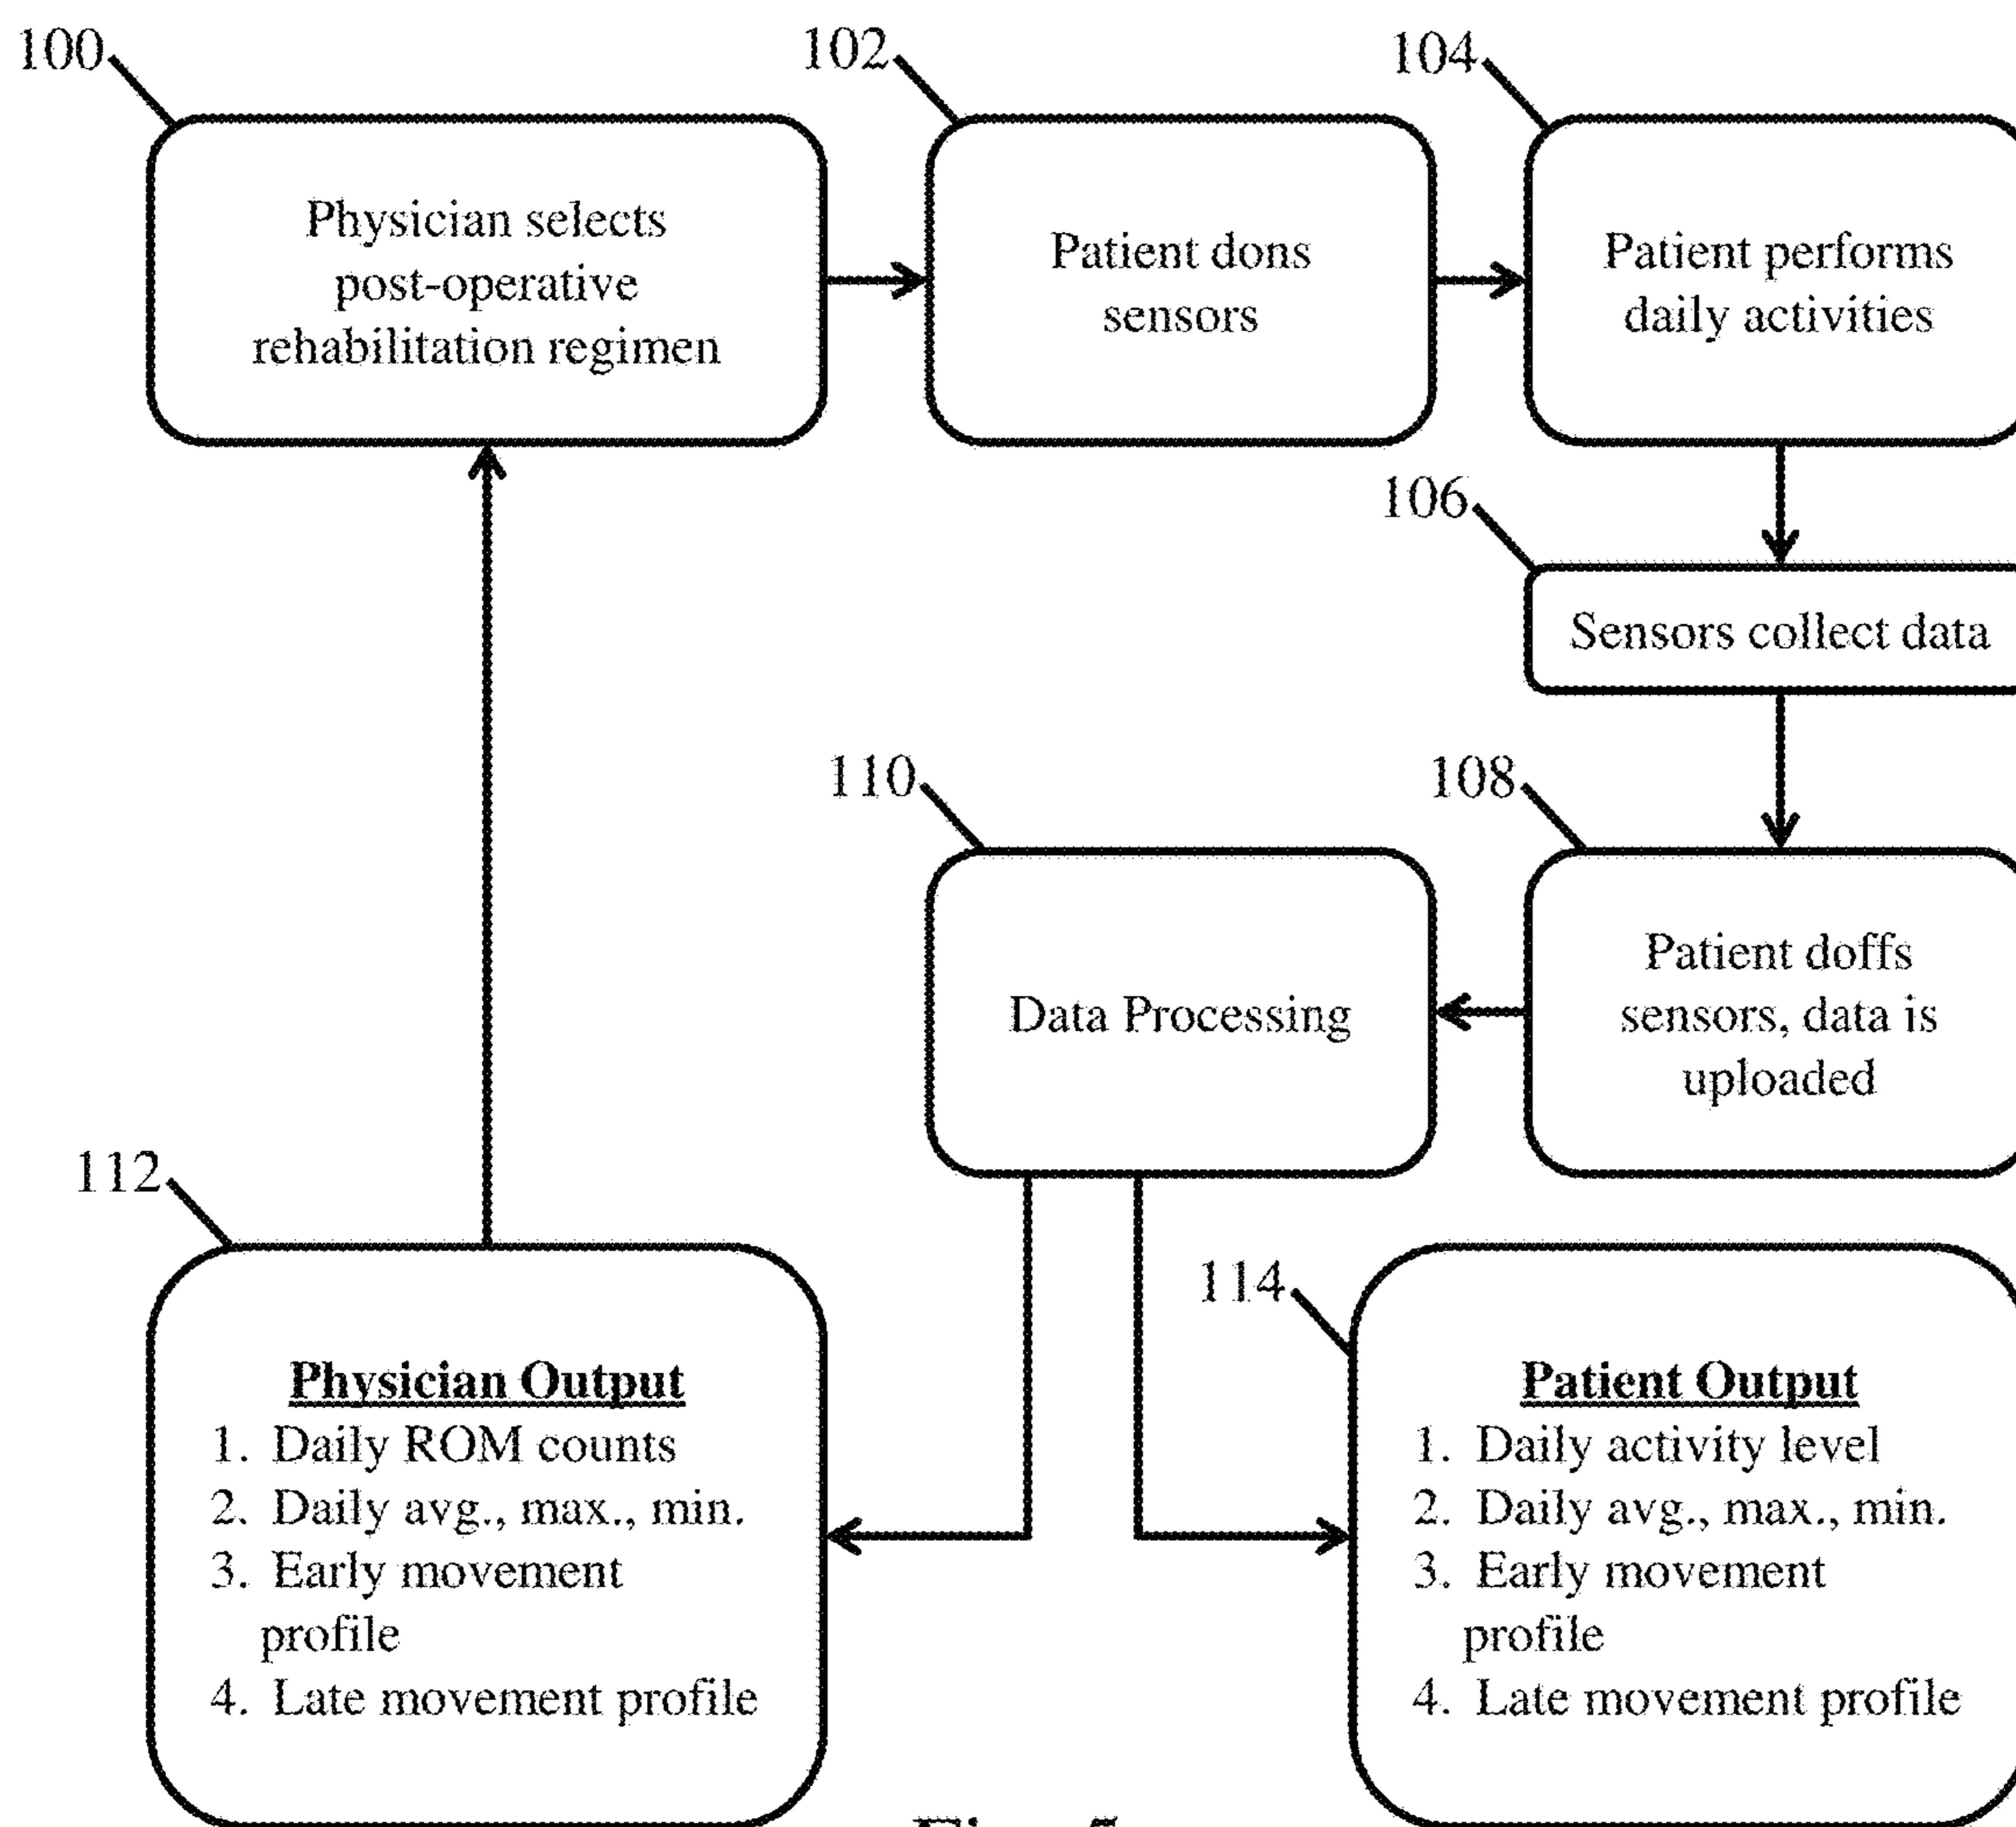 100
102
104
Physician selects
post-operative
rehabilitation regimen
Patient dons
sensors
Patient performs
daily activities
106
Sensors collect data
110
108
Data Processing
Patient doffs
sensors, data is
uploaded
112
114
Physician Output
1. Daily ROM counts
2. Daily avg., max., min.
3. Early movement
profile
4. Late movement profile
Patient Output
1. Daily activity level
2. Daily avg., max., min.
3. Early movement
profile
4. Late movement profile